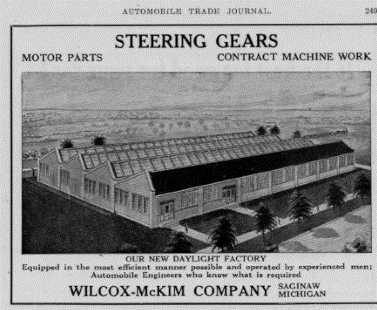 AUTOMOBILE TRADE JOURNAL. 249
STEERING GEARS
MOTOR PARTS CONTRACT MACHINE WORK
OUR NEW DAYLIGHT FACTORY
Equipped in the most efficient manner possible and operated by experienced men;
Automobile Engineers who know what is required
WILCOX-McKIM COMPANY SAGINAW
MICHIGAN